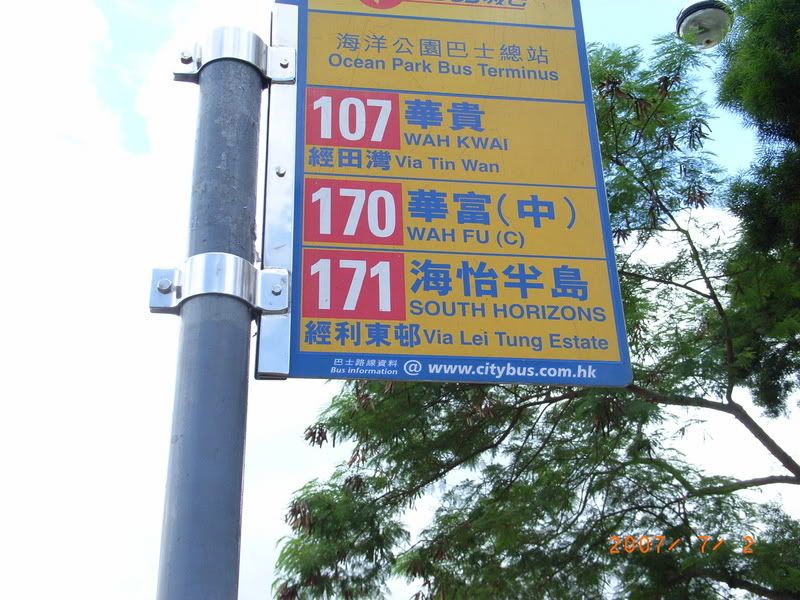 海洋公園巴士總站
Ocean Park Bus Terminus
107 華貴
WAH KWAI
經田灣 Via Tin Wan
170 華富(中)
WAH FU (C)
171 海怡半島
SOUTH HORIZONS
經利東邨 Via Lei Tung Estate
巴士路線資料
Bus information @ www.citybus.com.hk
2007/ 7/ 2